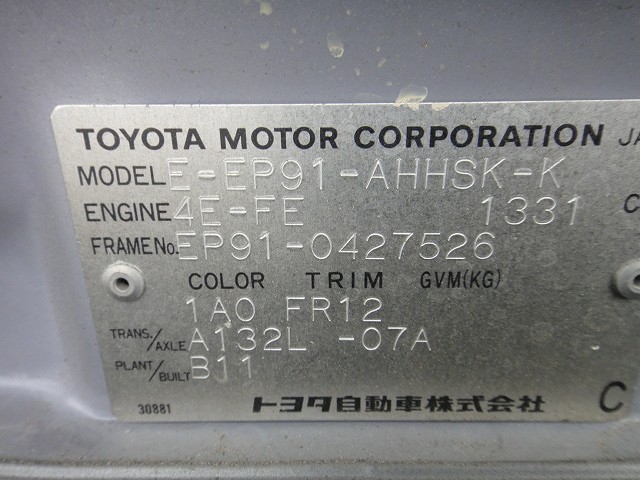 TOYOTA MOTOR CORPORATION JA
MODEL E-EP91-AHHSK-K
ENGINE 4E-FE 1331 C
FRAME No. EP91-0427526
COLOR TRIM GVM(KG)
1A0 FR12
TRANS./AXLE A132L -07A
PLANT/BUILT B11
30881 トヨタ自動車株式会社 C